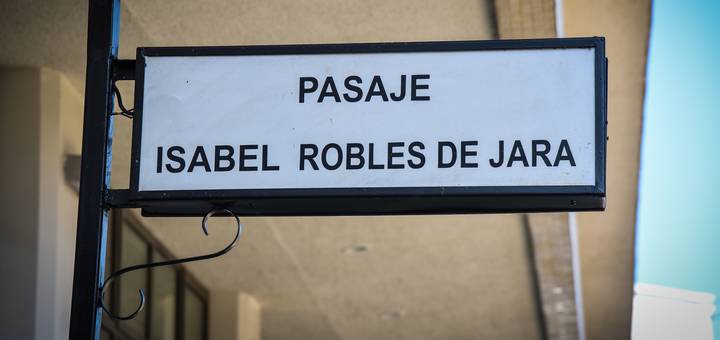 PASAJE
ISABEL ROBLES DE JARA